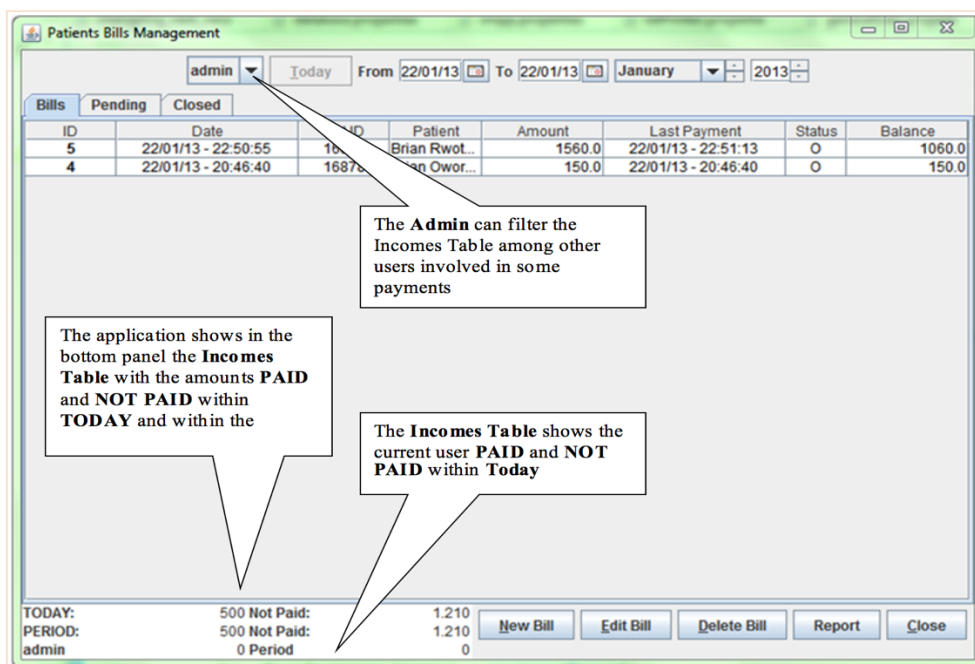 Patients Bills Management
admin Today From 22/01/13 To 22/01/13 January 2013
Bills Pending Closed
ID Date Patient Amount Last Payment Status Balance
5 22/01/13 - 22:50:55 Brian Rwot... 1560.0 22/01/13 - 22:51:13 O 1060.0
4 22/01/13 - 20:46:40 16878 Owor... 150.0 22/01/13 - 20:46:40 O 150.0
The Admin can filter the
Incomes Table among other
users involved in some
payments
The application shows in the
bottom panel the Incomes
Table with the amounts PAID
and NOT PAID within
TODAY and within the
The Incomes Table shows the
current user PAID and NOT
PAID within Today
TODAY: 500 Not Paid: 1.210
PERIOD: 500 Not Paid: 1.210
admin 0 Period 0
New Bill Edit Bill Delete Bill Report Close